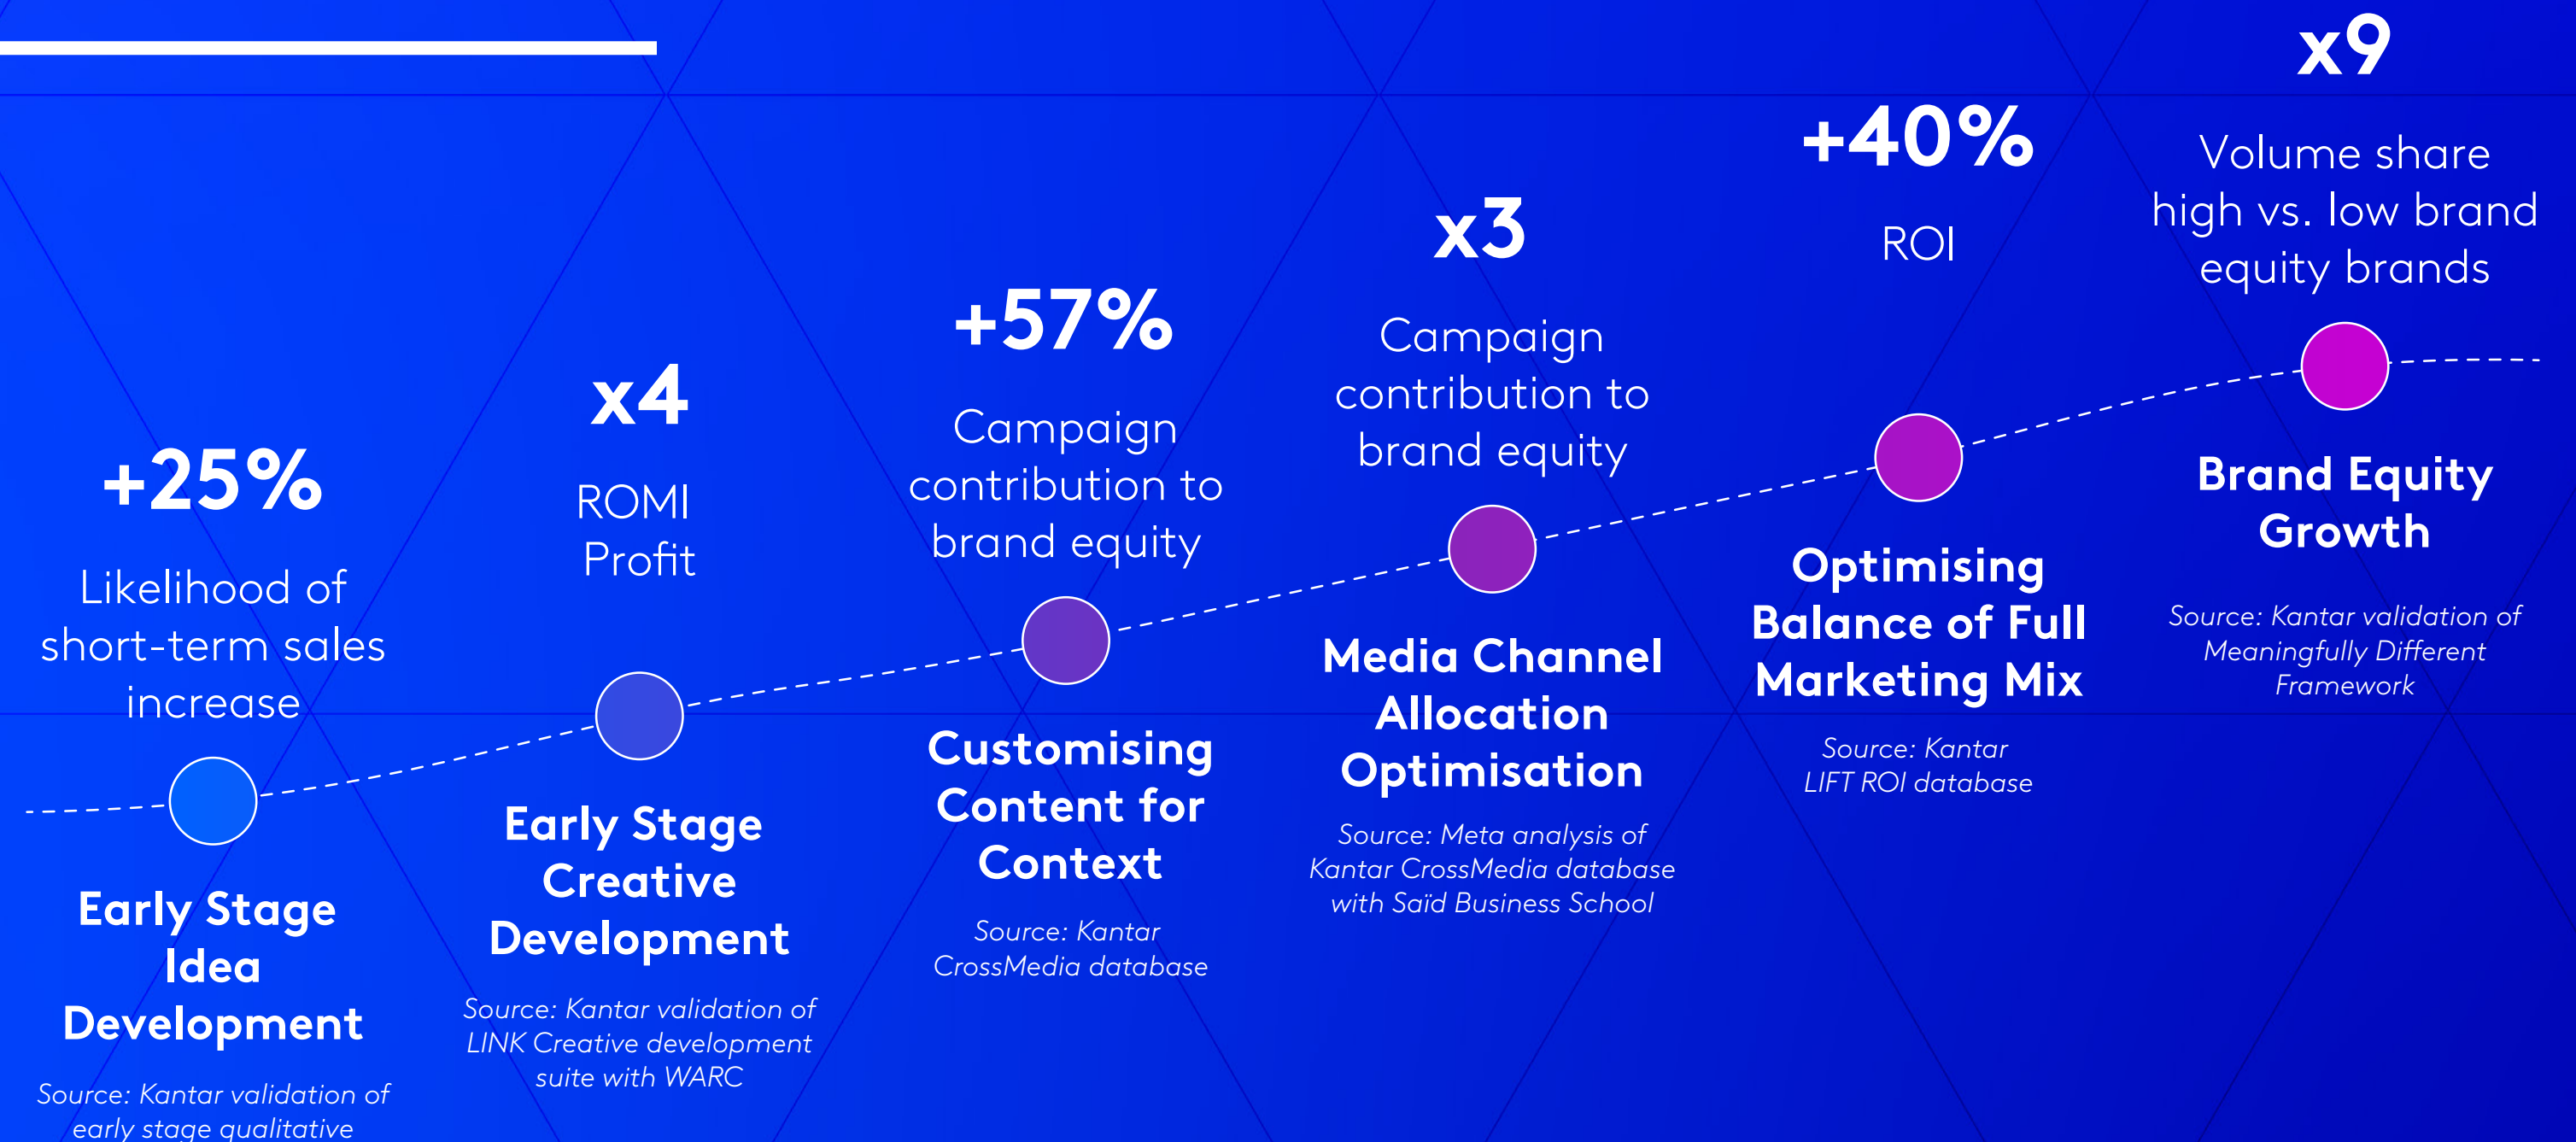 +25%
Likelihood of
short-term sales
increase
Early Stage
Idea
Development
Source: Kantar validation of
early stage qualitative
x4
ROMI
Profit
Early Stage
Creative
Development
Source: Kantar validation of
LINK Creative development
suite with WARC
+57%
Campaign
contribution to
brand equity
Customising
Content for
Context
Source: Kantar
CrossMedia database
x3
Campaign
contribution to
brand equity
Media Channel
Allocation
Optimisation
Source: Meta analysis of
Kantar CrossMedia database
with Saïd Business School
+40%
ROI
Optimising
Balance of Full
Marketing Mix
Source: Kantar
LIFT ROI database
x9
Volume share
high vs. low brand
equity brands
Brand Equity
Growth
Source: Kantar validation of
Meaningfully Different
Framework